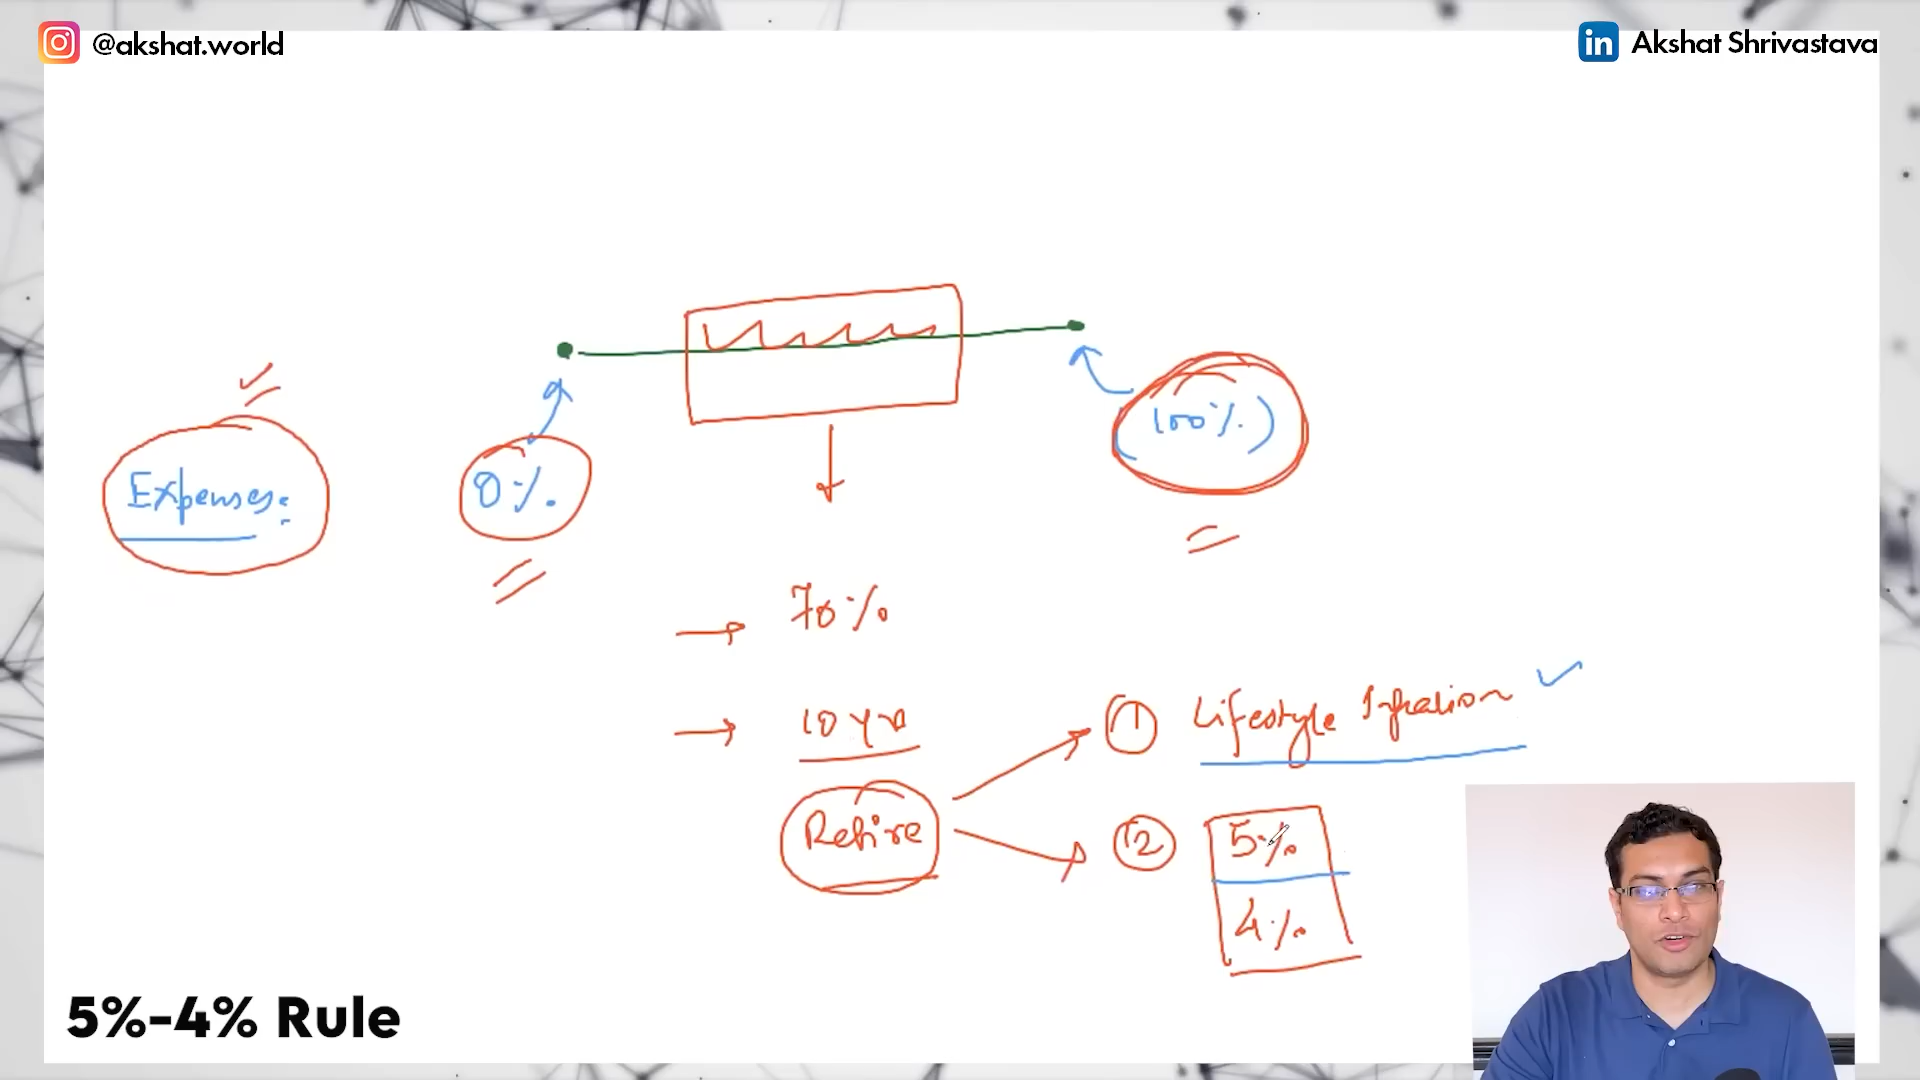 @akshat.world
in Akshat Shrivastava
Expenses:
0%.
(100%)
70%
10 yrs
Retire
1 Lifestyle Inflation
2 5%
4%
5%-4% Rule